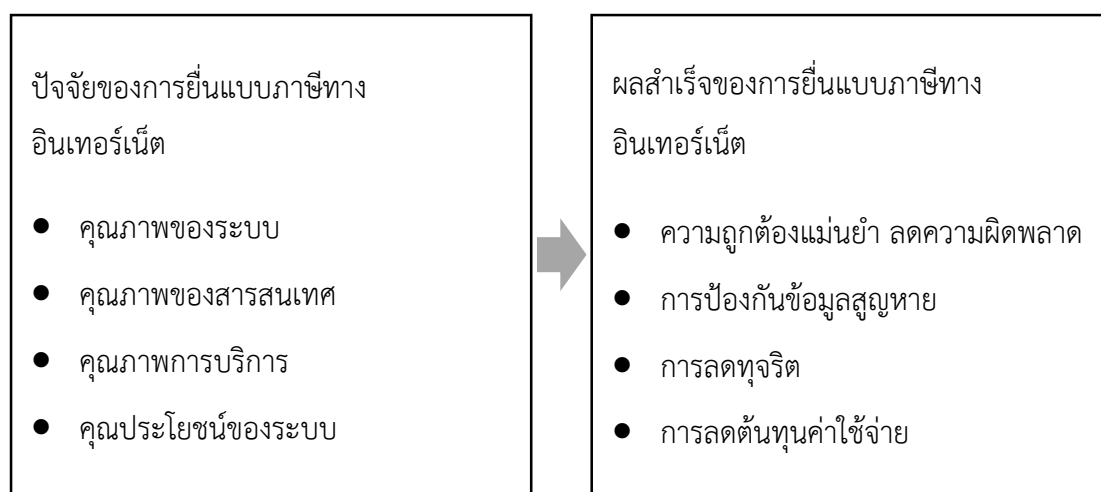 ปัจจัยของการยื่นแบบภาษีทาง
อินเทอร์เน็ต
● คุณภาพของระบบ
● คุณภาพของสารสนเทศ
● คุณภาพการบริการ
● คุณประโยชน์ของระบบ
ผลสำเร็จของการยื่นแบบภาษีทาง
อินเทอร์เน็ต
● ความถูกต้องแม่นยำ ลดความผิดพลาด
● การป้องกันข้อมูลสูญหาย
● การลดทุจริต
● การลดต้นทุนค่าใช้จ่าย